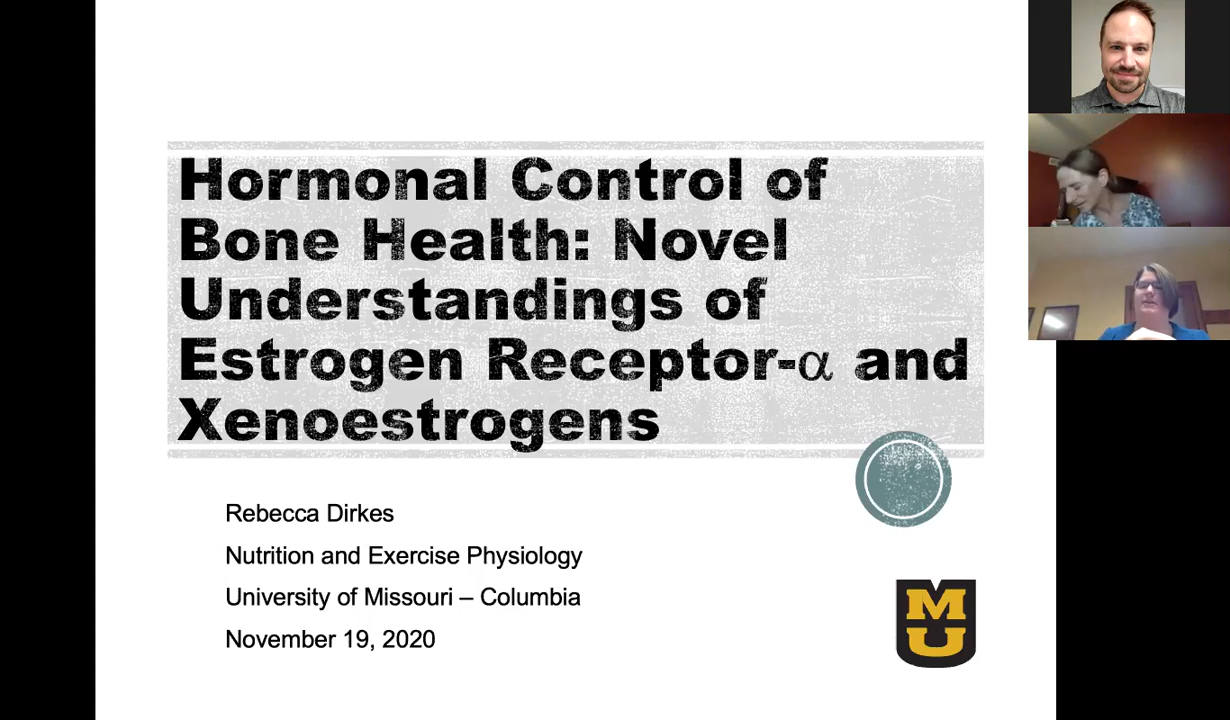 Hormonal Control of
Bone Health: Novel
Understandings of
Estrogen Receptor-α and
Xenoestrogens
Rebecca Dirkes
Nutrition and Exercise Physiology
University of Missouri – Columbia
November 19, 2020
M
U